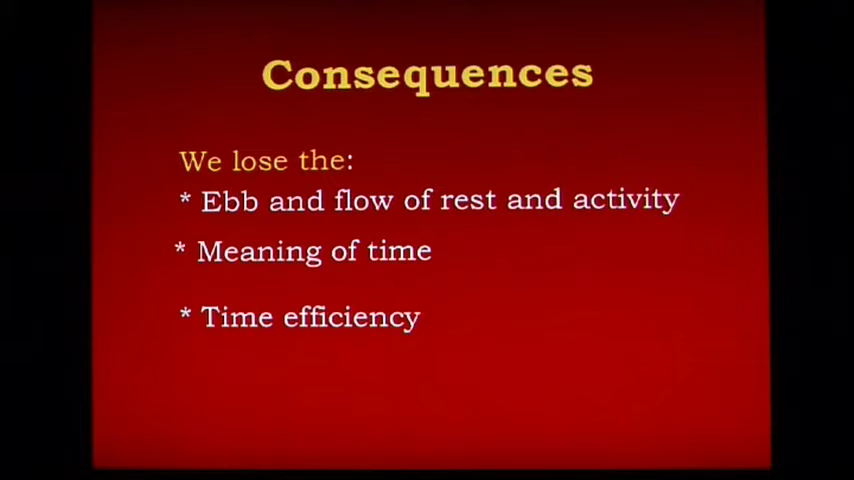 Consequences
We lose the:
* Ebb and flow of rest and activity
* Meaning of time
* Time efficiency